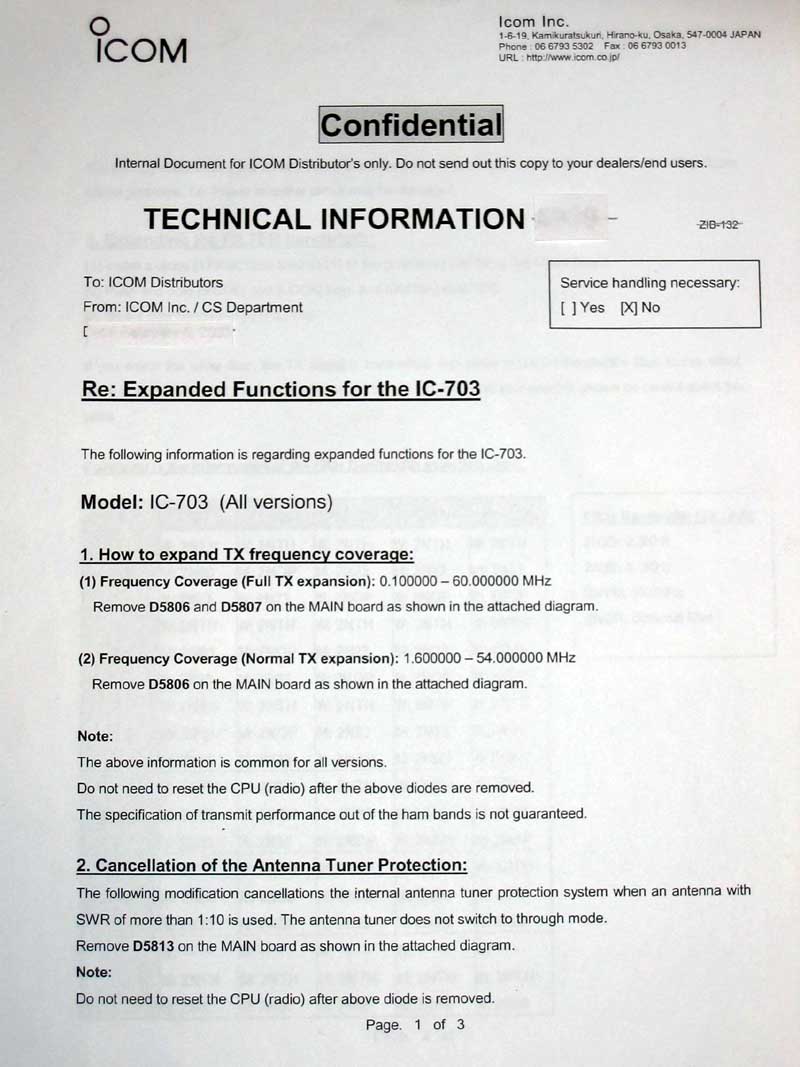 ICOM
Icom Inc.
1-6-19, Kamikuratsukuri, Hirano-ku, Osaka, 547-0004 JAPAN
Phone : 06 6793 5302 Fax : 06 6793 0013
URL : http://www.icom.co.jp/
Confidential
Internal Document for ICOM Distributor's only. Do not send out this copy to your dealers/end users.
TECHNICAL INFORMATION
ZIB-132
To: ICOM Distributors
From: ICOM Inc. / CS Department
[
Service handling necessary:
[ ] Yes [X] No
Re: Expanded Functions for the IC-703
The following information is regarding expanded functions for the IC-703.
Model: IC-703 (All versions)
1. How to expand TX frequency coverage:
(1) Frequency Coverage (Full TX expansion): 0.100000 – 60.000000 MHz
Remove D5806 and D5807 on the MAIN board as shown in the attached diagram.
(2) Frequency Coverage (Normal TX expansion): 1.600000 – 54.000000 MHz
Remove D5806 on the MAIN board as shown in the attached diagram.
Note:
The above information is common for all versions.
Do not need to reset the CPU (radio) after the above diodes are removed.
The specification of transmit performance out of the ham bands is not guaranteed.
2. Cancellation of the Antenna Tuner Protection:
The following modification cancellations the internal antenna tuner protection system when an antenna with
SWR of more than 1:10 is used. The antenna tuner does not switch to through mode.
Remove D5813 on the MAIN board as shown in the attached diagram.
Note:
Do not need to reset the CPU (radio) after above diode is removed.
Page. 1 of 3